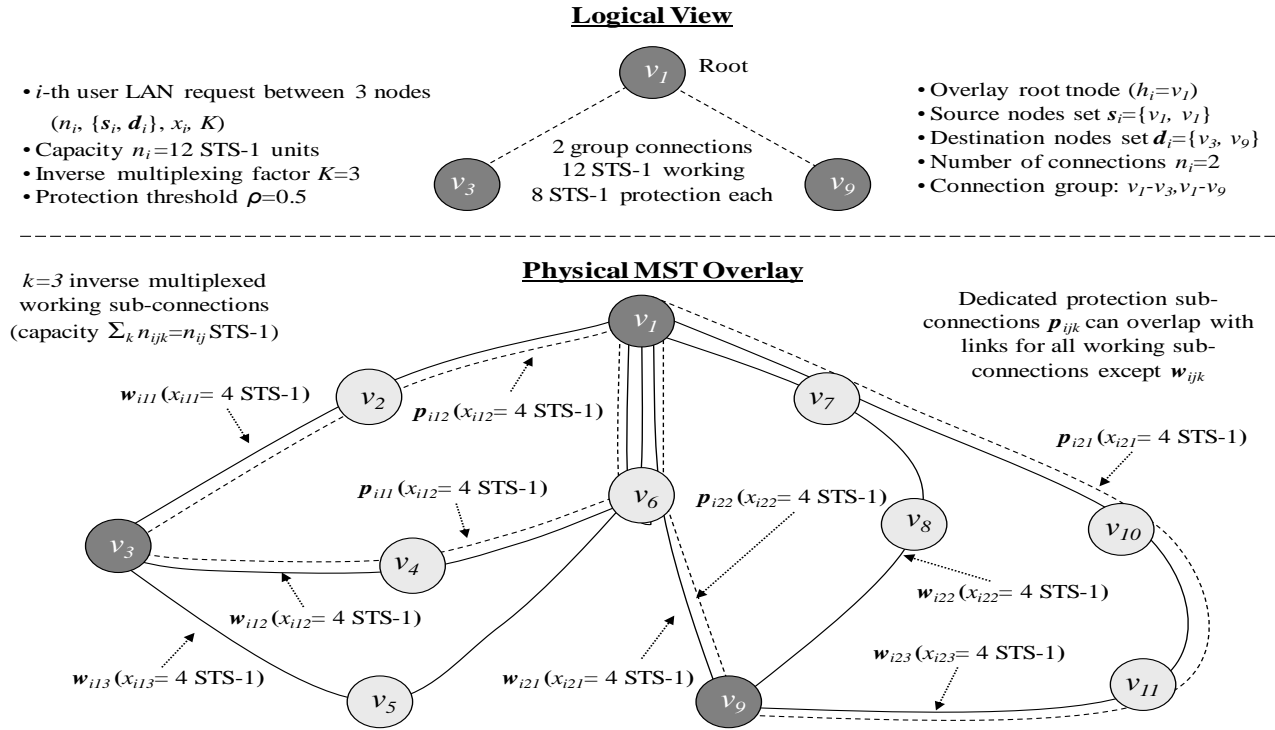 Logical View
v1
Root
• i-th user LAN request between 3 nodes
(ni, {si, di}, xi, K)
• Capacity ni=12 STS-1 units
• Inverse multiplexing factor K=3
• Protection threshold ρ=0.5
2 group connections
12 STS-1 working
8 STS-1 protection each
v3
v9
• Overlay root tnode (hi=v1)
• Source nodes set si={v1, v1}
• Destination nodes set di={v3, v9}
• Number of connections ni=2
• Connection group: v1-v3,v1-v9
Physical MST Overlay
k=3 inverse multiplexed
working sub-connections
(capacity Σk nijk=nij STS-1)
Dedicated protection sub-
connections pijk can overlap with
links for all working sub-
connections except wijk
v1
v2
v7
wi11(xi11= 4 STS-1)
pi12(xi12= 4 STS-1)
pi21(xi21= 4 STS-1)
pi11(xi12= 4 STS-1)
v6
pi22(xi22= 4 STS-1)
v8
v10
v3
v4
wi12(xi12= 4 STS-1)
wi22(xi22= 4 STS-1)
wi13(xi13= 4 STS-1)
wi21(xi21= 4 STS-1)
wi23(xi23= 4 STS-1)
v5
v9
v11